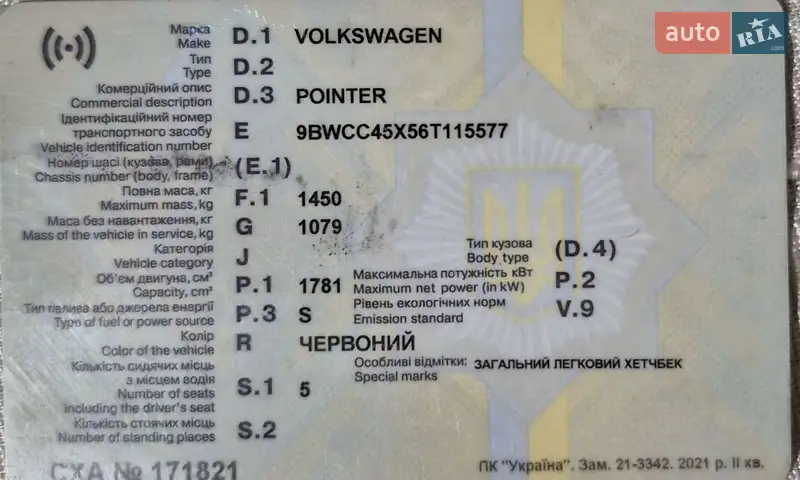 auto RIA .com
Марка D.1 VOLKSWAGEN
Make
Тип D.2
Type
Комерційний опис D.3 POINTER
Commercial description
Ідентифікаційний номер
транспортного засобу E 9BWCC45X56T115577
Vehicle identification number
Номер шасі (кузова, рами) (E.1)
Chassis number (body, frame)
Повна маса, кг F.1 1450
Maximum mass, kg
Маса без навантаження, кг G 1079
Mass of the vehicle in service, kg
Категорія J Тип кузова (D.4)
Vehicle category Body type
Об'єм двигуна, см³ P.1 1781 Максимальна потужність кВт P.2
Capacity, cm³ Maximum net power (in kW)
Тип палива або джерела енергії P.3 S Рівень екологічних норм V.9
Type of fuel or power source Emission standard
Колір R ЧЕРВОНИЙ
Color of the vehicle
Кількість сидячих місць Особливі відмітки: ЗАГАЛЬНИЙ ЛЕГКОВИЙ ХЕТЧБЕК
з місцем водія Special marks
Number of seats S.1 5
including the driver's seat
Кількість стоячих місць S.2
Number of standing places
СХА № 171821
ПК "Україна". Зам. 21-3342. 2021 р. II кв.